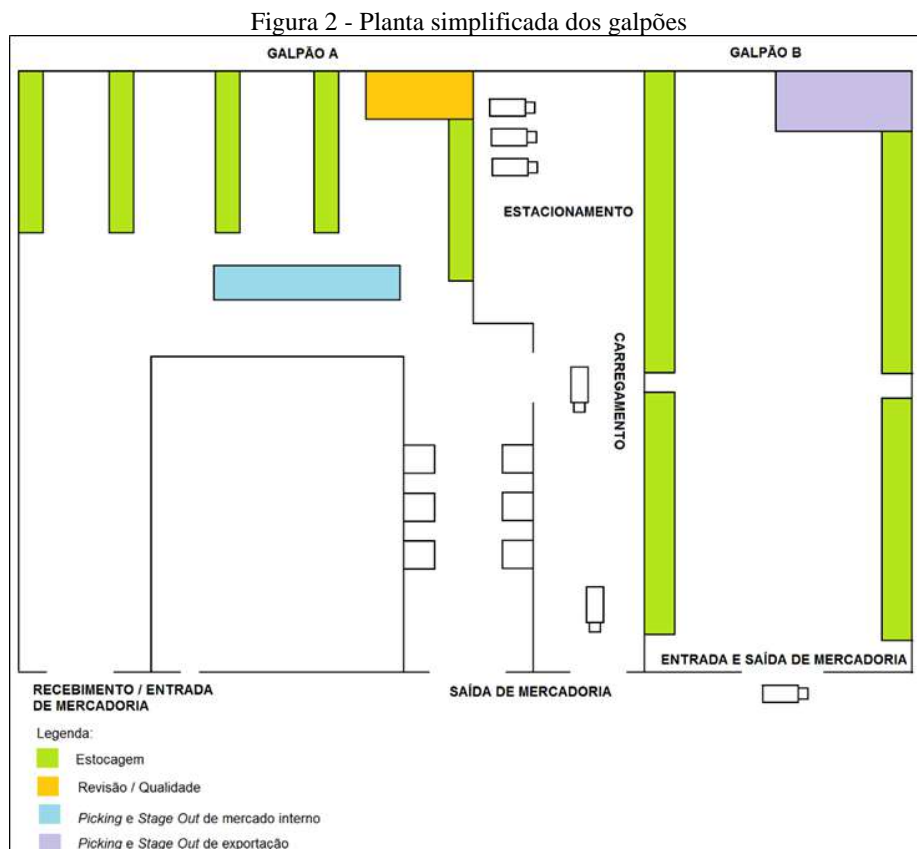 Figura 2 - Planta simplificada dos galpões
GALPÃO A
GALPÃO B
ESTACIONAMENTO
CARREGAMENTO
RECEBIMENTO / ENTRADA
DE MERCADORIA
SAÍDA DE MERCADORIA
ENTRADA E SAÍDA DE MERCADORIA
Legenda:
Estocagem
Revisão / Qualidade
Picking e Stage Out de mercado interno
Picking e Stage Out de exportação